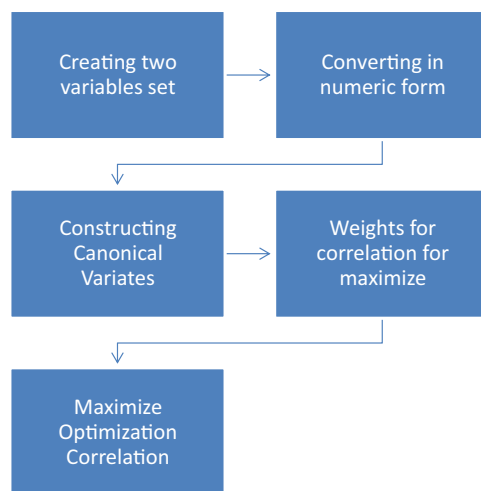 Creating two
variables set
Converting in
numeric form
Constructing
Canonical
Variates
Weights for
correlation for
maximize
Maximize
Optimization
Correlation